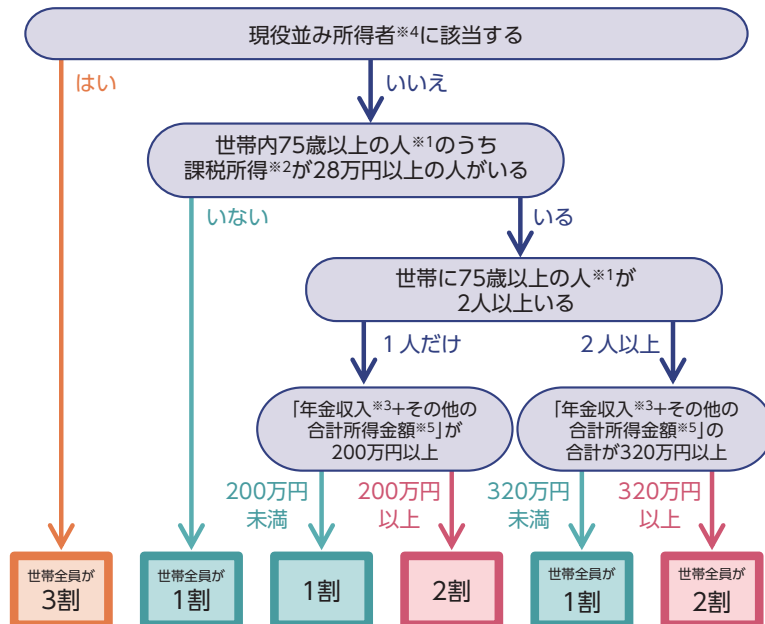 現役並み所得者※4に該当する
はい
いいえ
世帯内75歳以上の人※1のうち
課税所得※2が28万円以上の人がいる
いない
いる
世帯に75歳以上の人※1が
2人以上いる
1人だけ
2人以上
「年金収入※3+その他の
合計所得金額※5」が
200万円以上
「年金収入※3+その他の
合計所得金額※5」の
合計が320万円以上
200万円
未満
200万円
以上
320万円
未満
320万円
以上
世帯全員が
3割
世帯全員が
1割
1割
2割
世帯全員が
1割
世帯全員が
2割